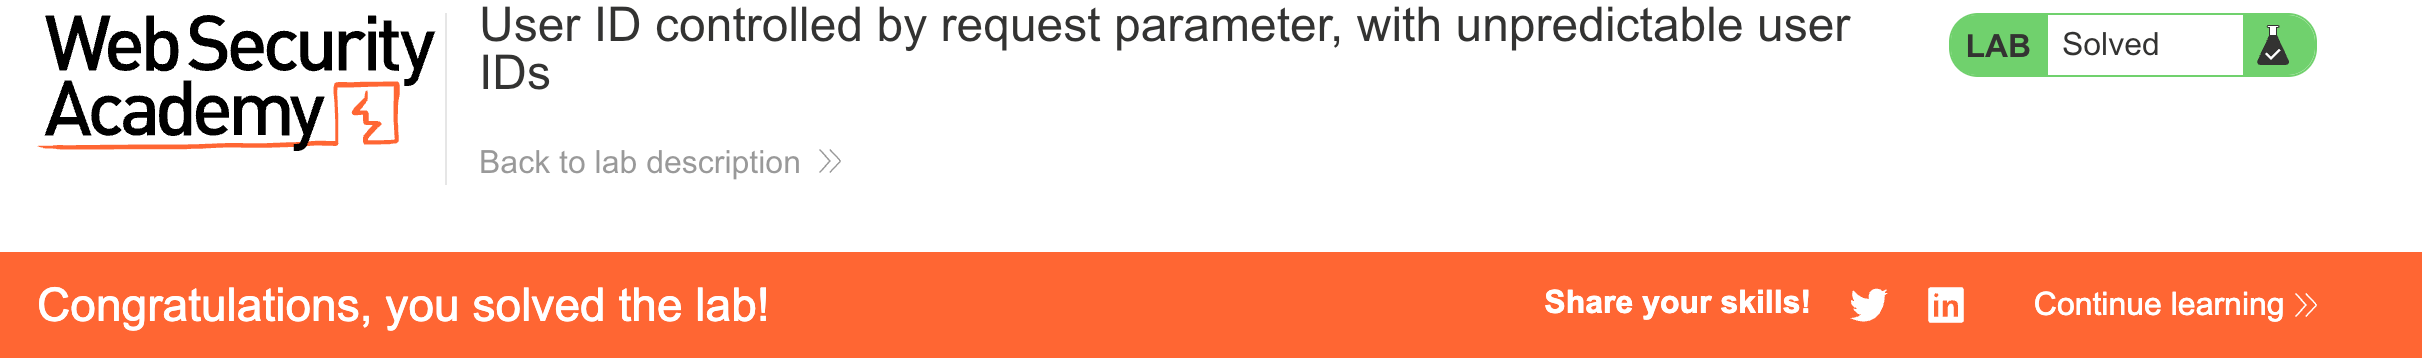 Web Security
Academy
User ID controlled by request parameter, with unpredictable user
IDs
Back to lab description
LAB Solved
Congratulations, you solved the lab!
Share your skills!
in
Continue learning